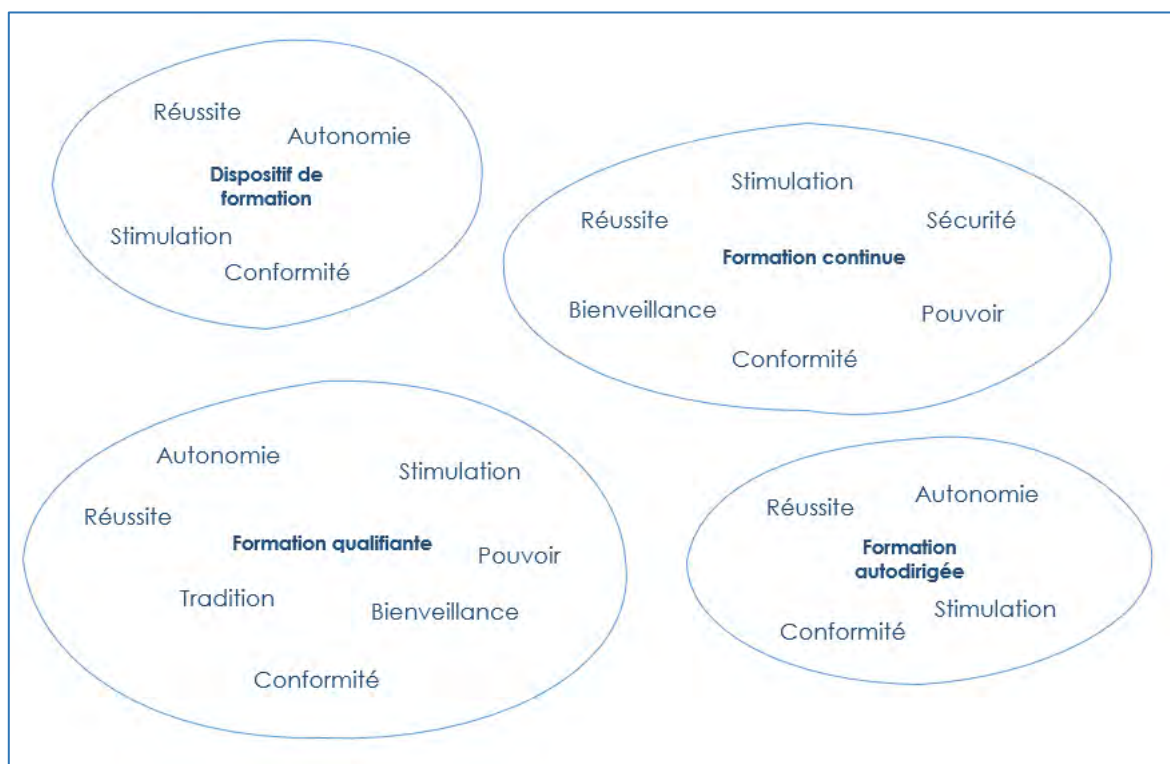 Réussite
Autonomie
Dispositif de
formation
Stimulation
Conformité
Stimulation
Réussite
Sécurité
Formation continue
Bienveillance
Pouvoir
Conformité
Autonomie
Stimulation
Réussite
Formation qualifiante
Pouvoir
Tradition
Bienveillance
Conformité
Réussite
Autonomie
Formation
autodirigée
Stimulation
Conformité